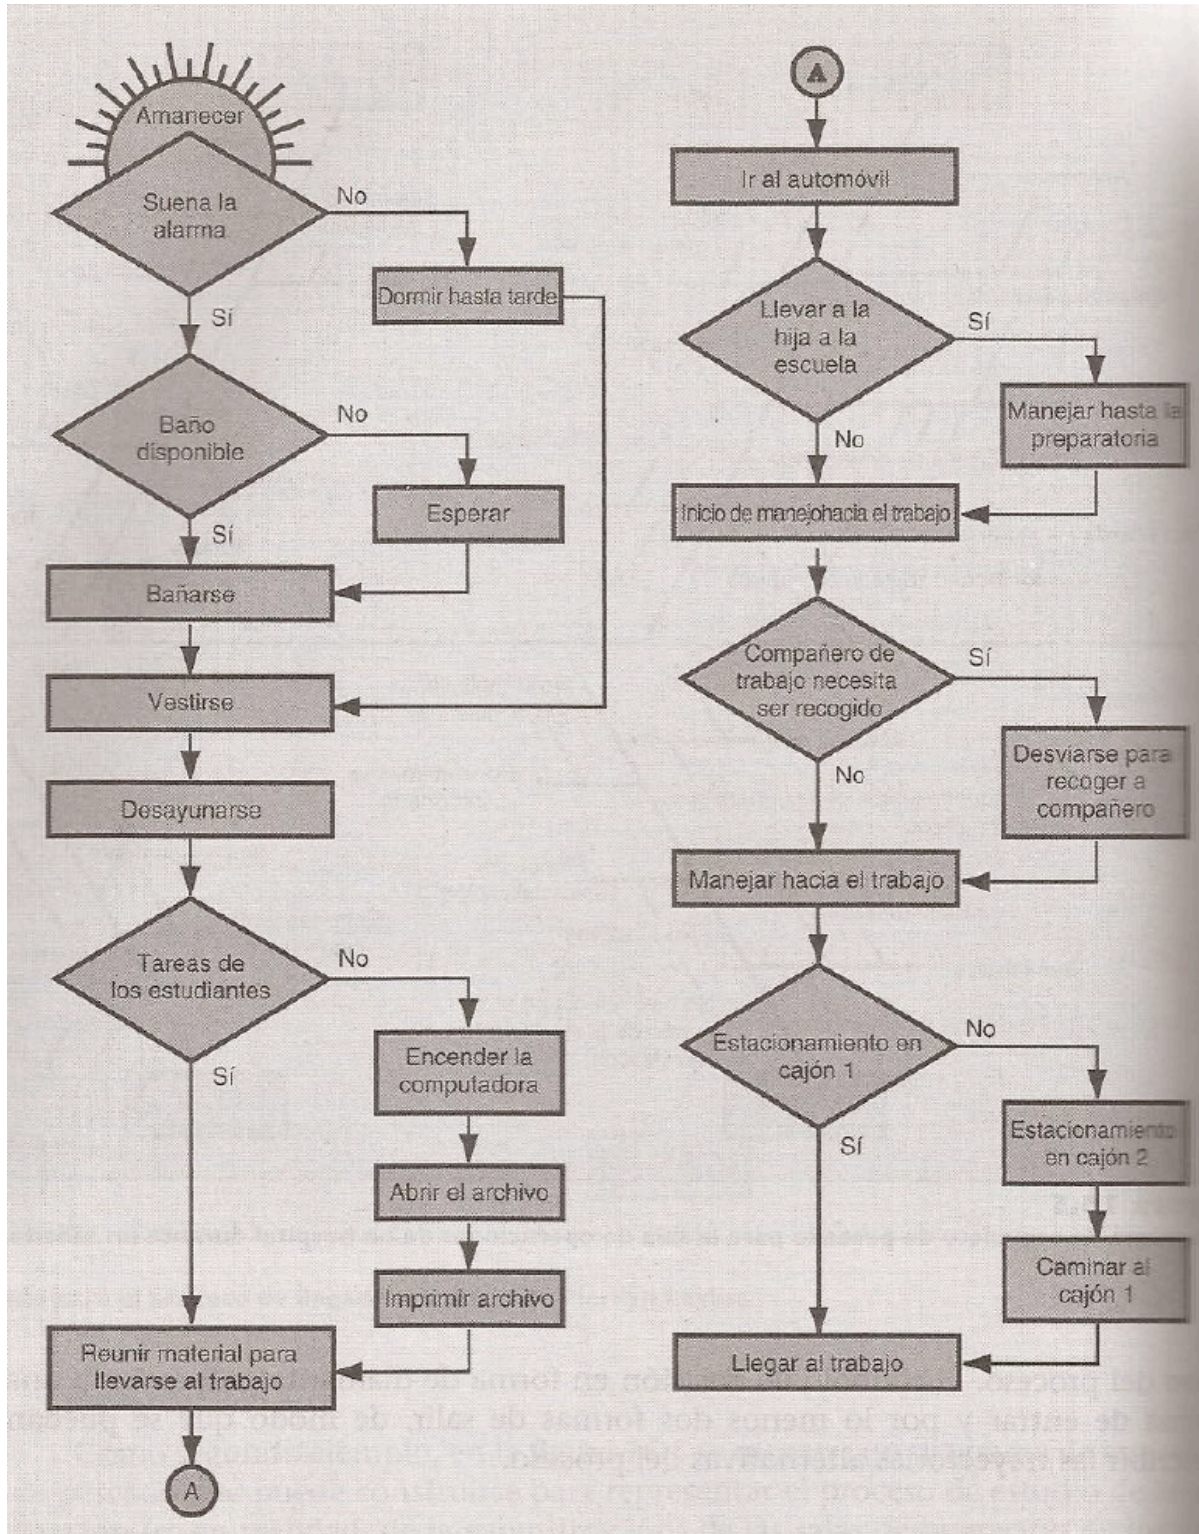 Amanecer
Suena la
alarma
No
Dormir hasta tarde
Sí
Baño
disponible
No
Esperar
Sí
Bañarse
Vestirse
Desayunarse
Tareas de
los estudiantes
No
Encender la
computadora
Sí
Abrir el archivo
Imprimir archivo
Reunir material para
llevarse al trabajo
A
A
Ir al automóvil
Llevar a la
hija a la
escuela
Sí
Manejar hasta la
preparatoria
No
Inicio de manejohacia el trabajo
Compañero de
trabajo necesita
ser recogido
Sí
Desviarse para
recoger a
compañero
No
Manejar hacia el trabajo
Estacionamiento en
cajón 1
No
Estacionamiento
en cajón 2
Sí
Caminar al
cajón 1
Llegar al trabajo